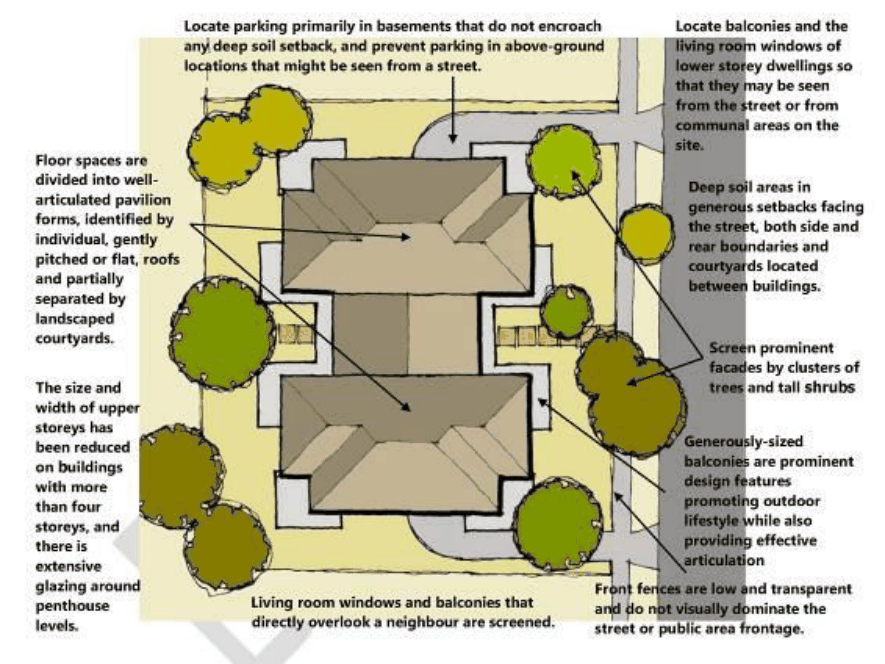 Locate parking primarily in basements that do not encroach
any deep soil setback, and prevent parking in above-ground
locations that might be seen from a street.
Locate balconies and the
living room windows of
lower storey dwellings so
that they may be seen
from the street or from
communal areas on the
site.
Floor spaces are
divided into well-
articulated pavilion
forms, identified by
individual, gently
pitched or flat, roofs
and partially
separated by
landscaped
courtyards.
Deep soil areas in
generous setbacks facing
the street, both side and
rear boundaries and
courtyards located
between buildings.
Screen prominent
facades by clusters of
trees and tall shrubs
The size and
width of upper
storeys has
been reduced
on buildings
with more
than four
storeys, and
there is
extensive
glazing around
penthouse
levels.
Generously-sized
balconies are prominent
design features
promoting outdoor
lifestyle while also
providing effective
articulation
Living room windows and balconies that
directly overlook a neighbour are screened.
Front fences are low and transparent
and do not visually dominate the
street or public area frontage.